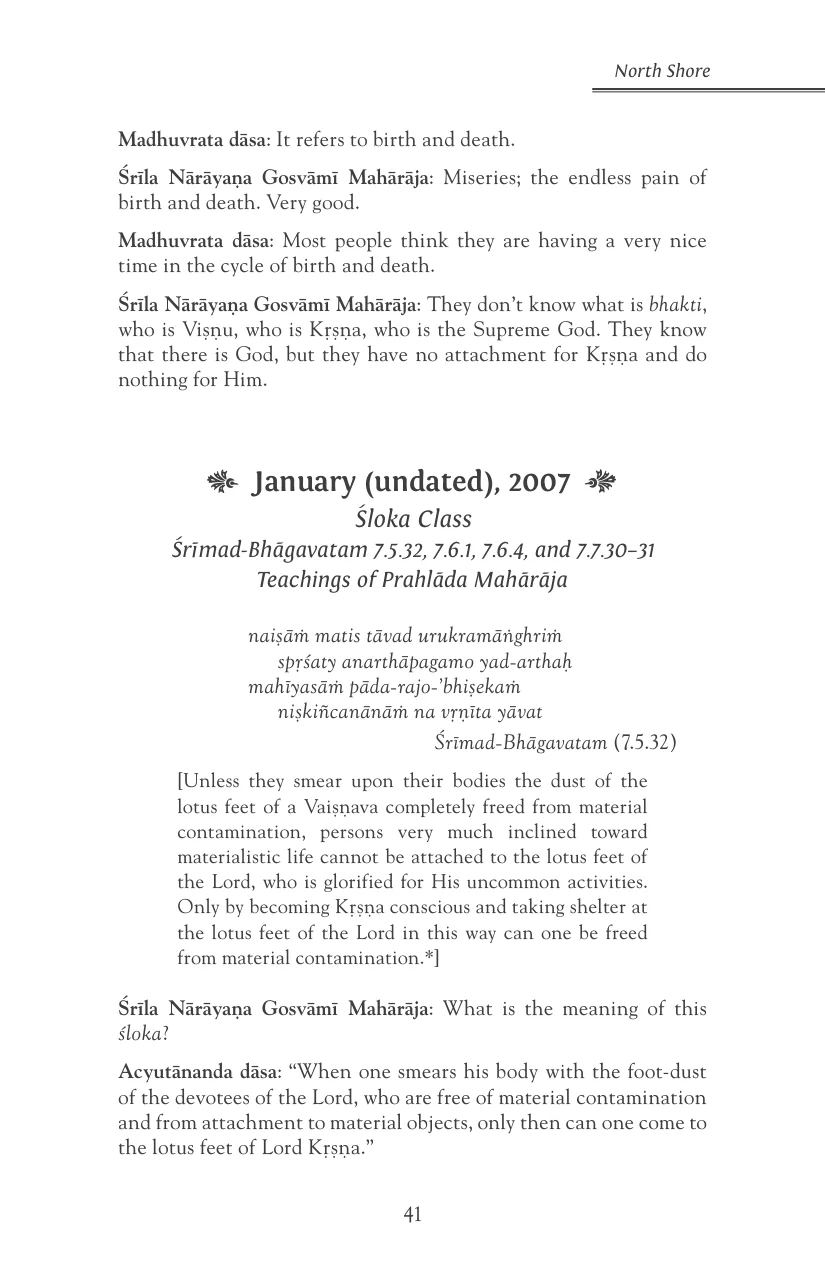 North Shore
Madhuvrata dāsa: It refers to birth and death.
Śrīla Nārāyaṇa Gosvāmī Mahārāja: Miseries; the endless pain of
birth and death. Very good.
Madhuvrata dāsa: Most people think they are having a very nice
time in the cycle of birth and death.
Śrīla Nārāyaṇa Gosvāmī Mahārāja: They don’t know what is bhakti,
who is Viṣṇu, who is Kṛṣṇa, who is the Supreme God. They know
that there is God, but they have no attachment for Kṛṣṇa and do
nothing for Him.
January (undated), 2007
Śloka Class
Śrīmad-Bhāgavatam 7.5.32, 7.6.1, 7.6.4, and 7.7.30–31
Teachings of Prahlāda Mahārāja
naiṣāṁ matis tāvad urukramāṅghriṁ
spṛśaty anarthāpagamo yad-arthaḥ
mahīyasāṁ pāda-rajo-’bhiṣekaṁ
niṣkiñcanānāṁ na vṛṇīta yāvat
Śrīmad-Bhāgavatam (7.5.32)
[Unless they smear upon their bodies the dust of the
lotus feet of a Vaiṣṇava completely freed from material
contamination, persons very much inclined toward
materialistic life cannot be attached to the lotus feet of
the Lord, who is glorified for His uncommon activities.
Only by becoming Kṛṣṇa conscious and taking shelter at
the lotus feet of the Lord in this way can one be freed
from material contamination.*]
Śrīla Nārāyaṇa Gosvāmī Mahārāja: What is the meaning of this
śloka?
Acyutānanda dāsa: “When one smears his body with the foot-dust
of the devotees of the Lord, who are free of material contamination
and from attachment to material objects, only then can one come to
the lotus feet of Lord Kṛṣṇa.”
41